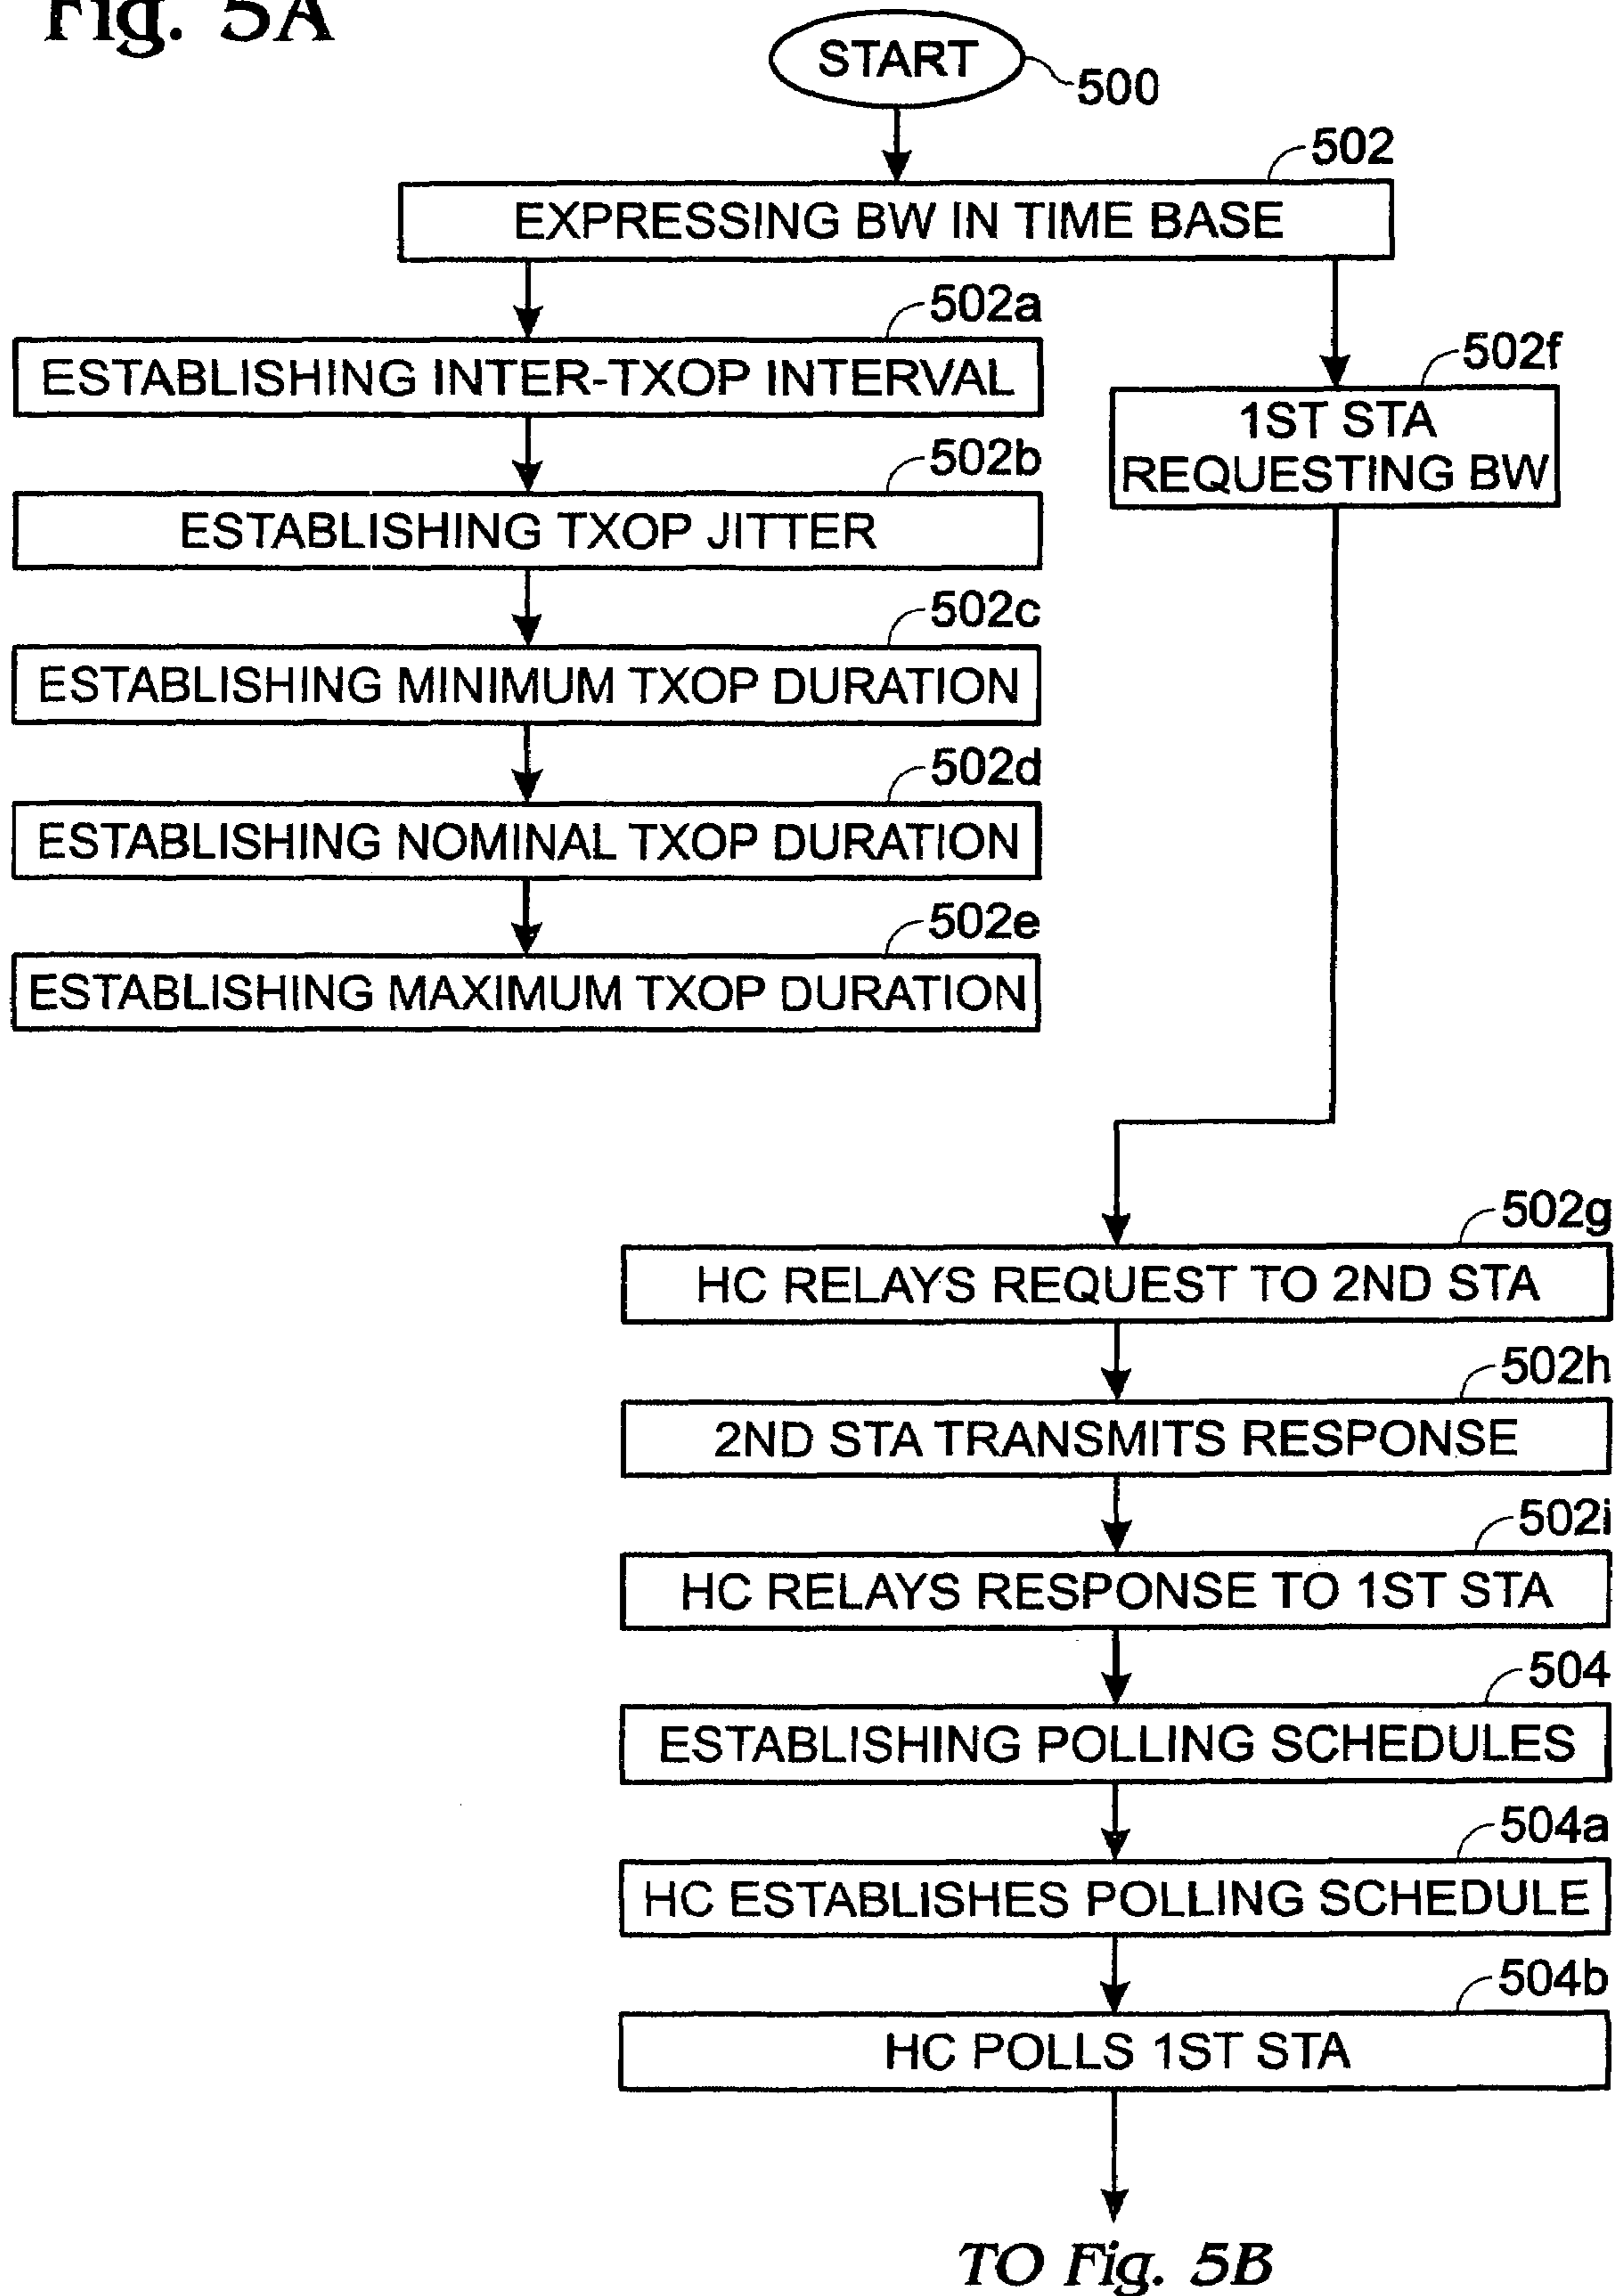 Fig. 5A
START
500
502
EXPRESSING BW IN TIME BASE
502a
ESTABLISHING INTER-TXOP INTERVAL
502f
1ST STA
REQUESTING BW
502b
ESTABLISHING TXOP JITTER
502c
ESTABLISHING MINIMUM TXOP DURATION
502d
ESTABLISHING NOMINAL TXOP DURATION
502e
ESTABLISHING MAXIMUM TXOP DURATION
502g
HC RELAYS REQUEST TO 2ND STA
502h
2ND STA TRANSMITS RESPONSE
502i
HC RELAYS RESPONSE TO 1ST STA
504
ESTABLISHING POLLING SCHEDULES
504a
HC ESTABLISHES POLLING SCHEDULE
504b
HC POLLS 1ST STA
TO Fig. 5B